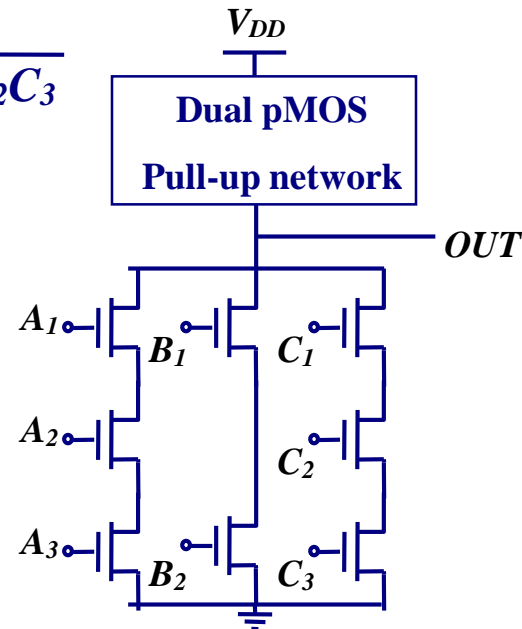 V_DD
₂C₃
Dual pMOS
Pull-up network
OUT
A₁
B₁
C₁
A₂
C₂
A₃
B₂
C₃